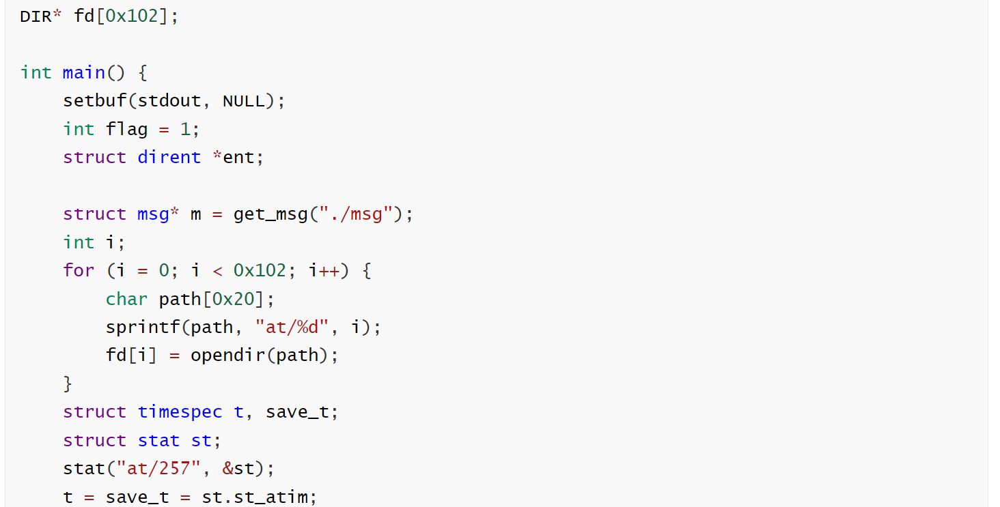 DIR* fd[0x102];
int main() {
setbuf(stdout, NULL);
int flag = 1;
struct dirent *ent;
struct msg* m = get_msg("./msg");
int i;
for (i = 0; i < 0x102; i++) {
char path[0x20];
sprintf(path, "at/%d", i);
fd[i] = opendir(path);
}
struct timespec t, save_t;
struct stat st;
stat("at/257", &st);
t = save_t = st.st_atim;